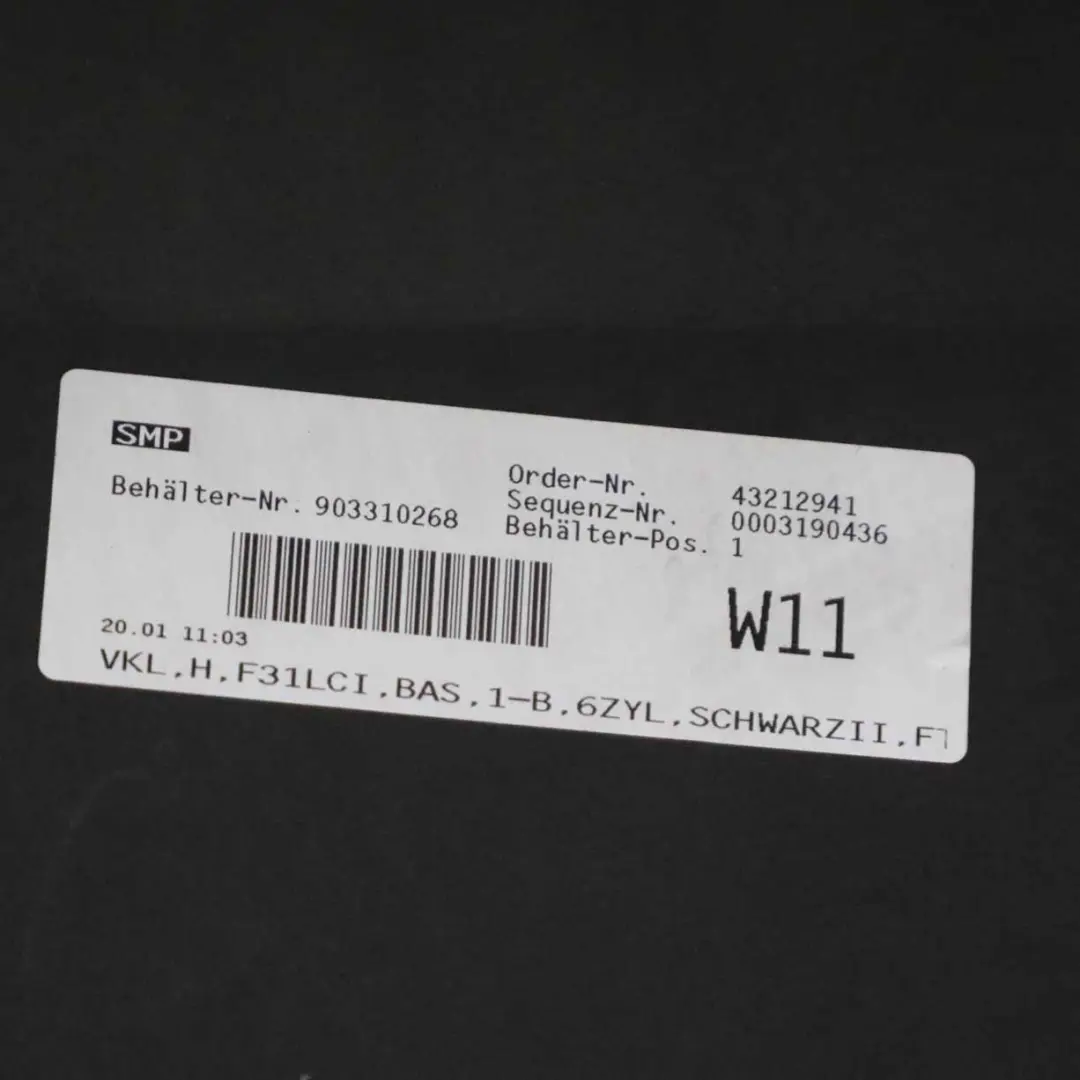 SMP
Behälter-Nr. 903310268
Order-Nr. 43212941
Sequenz-Nr. 0003190436
Behälter-Pos. 1
W11
20.01 11:03
VKL,H,F31LCI,BAS,1-B,6ZYL,SCHWARZII,F